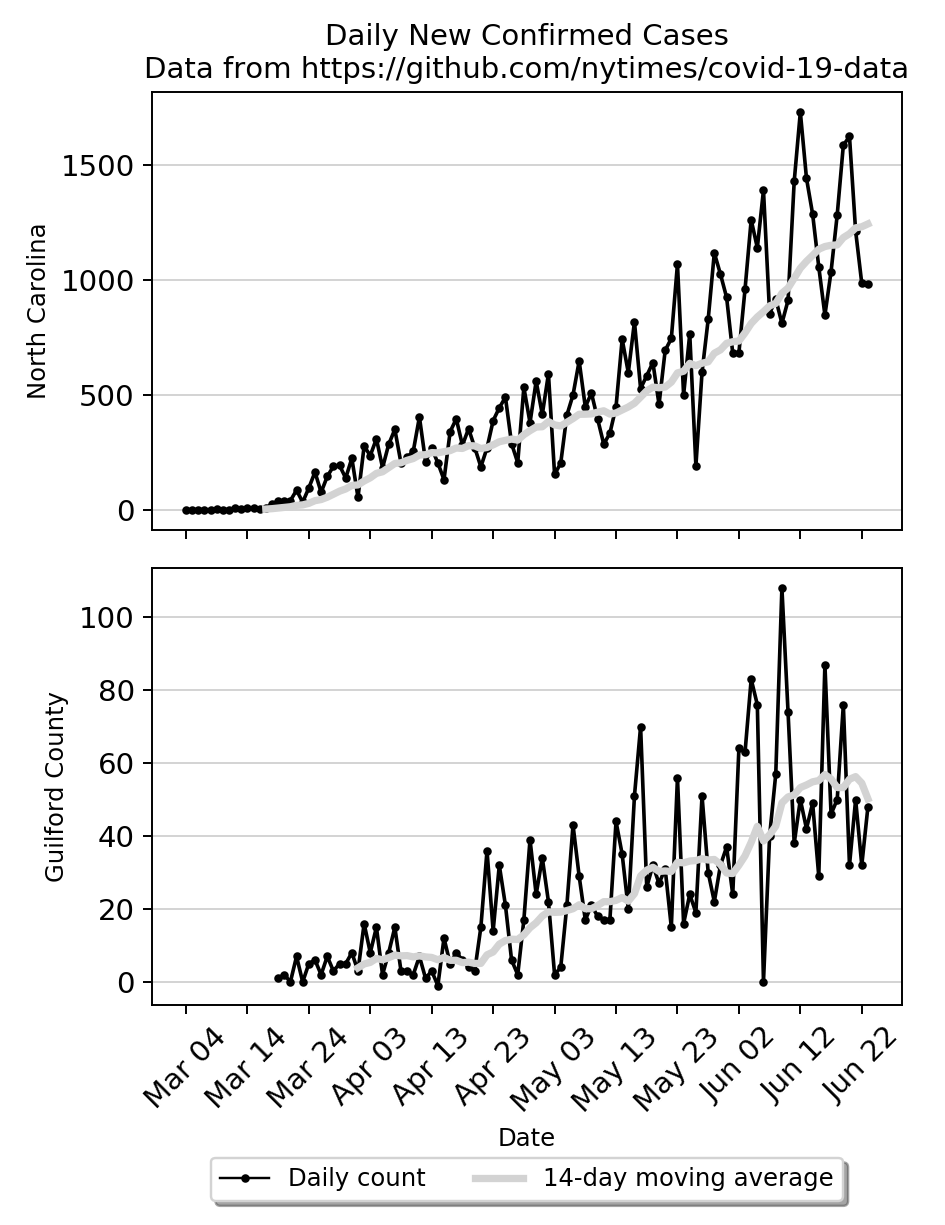 Daily New Confirmed Cases
Data from https://github.com/nytimes/covid-19-data
North Carolina
1500
1000
500
0
Guilford County
100
80
60
40
20
0
Mar 04
Mar 14
Mar 24
Apr 03
Apr 13
Apr 23
May 03
May 13
May 23
Jun 02
Jun 12
Jun 22
Date
Daily count
14-day moving average